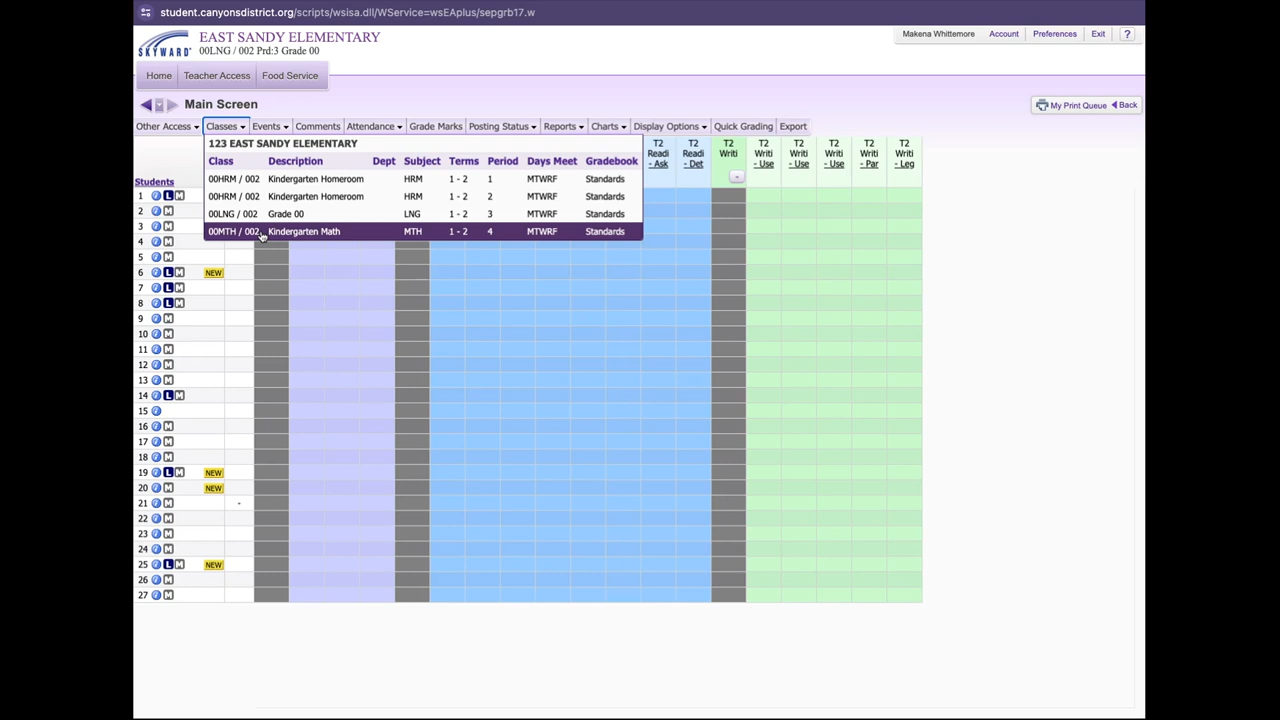 student.canyonsdistrict.org/scripts/wsisa.dll/WService=wsEAplus/sepgrb17.w
SKYWARD
EAST SANDY ELEMENTARY
00LNG / 002 Prd:3 Grade 00
Makena Whittemore Account Preferences Exit ?
Home Teacher Access Food Service
Main Screen
My Print Queue Back
Other Access Classes Events Comments Attendance Grade Marks Posting Status Reports Charts Display Options Quick Grading Export
123 EAST SANDY ELEMENTARY
Class Description Dept Subject Terms Period Days Meet Gradebook
00HRM / 002 Kindergarten Homeroom HRM 1 - 2 1 MTWRF Standards
00HRM / 002 Kindergarten Homeroom HRM 1 - 2 2 MTWRF Standards
00LNG / 002 Grade 00 LNG 1 - 2 3 MTWRF Standards
00MTH / 002 Kindergarten Math MTH 1 - 2 4 MTWRF Standards
T2 T2 T2 T2 T2 T2 T2 T2
Readi Readi Writi Writi Writi Writi Writi Writi
- Ask - Det - Use - Use - Use - Par - Leg
-
Students
1 L M
2 M
3 M
4 M
5 M
6 L M NEW
7 L M
8 L M
9 M
10 M
11 M
12 M
13 M
14 L M
15
16 M
17 M
18 M
19 L M NEW
20 M NEW
21 M -
22 M
23 M
24 M
25 L M NEW
26 M
27 M